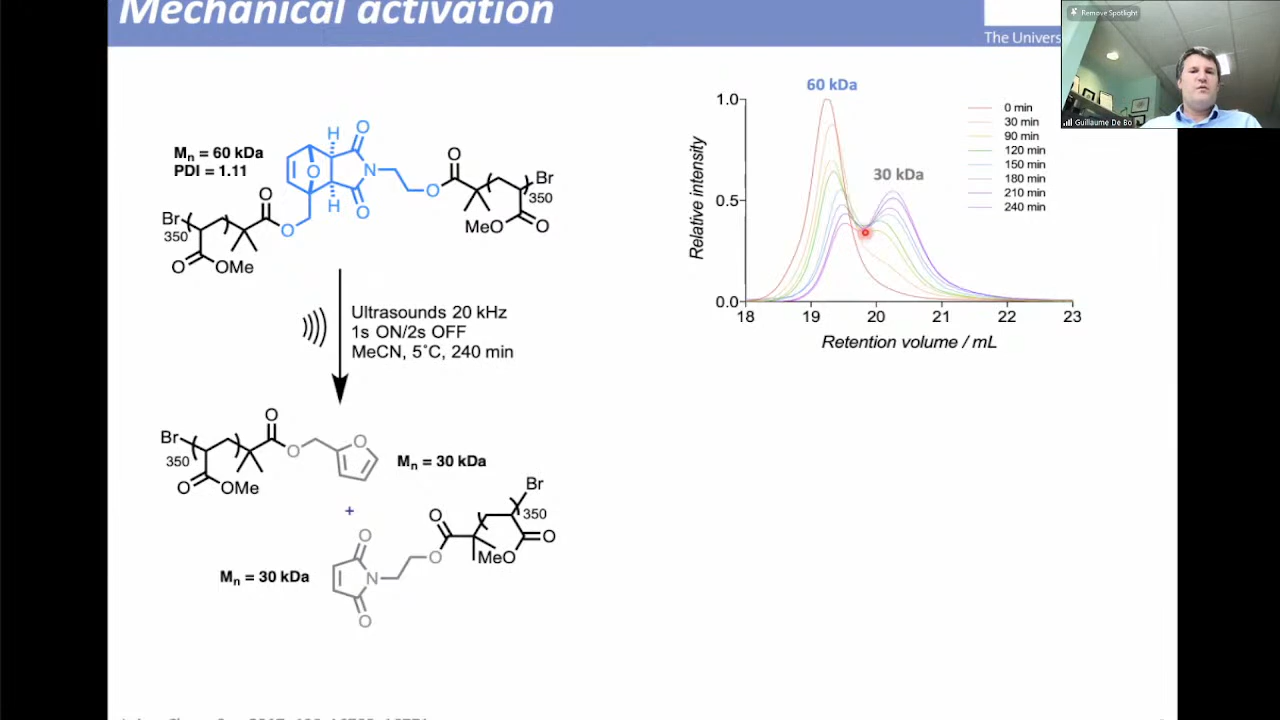 Mechanical activation
The Univers
Remove Spotlight
Guillaume De Bo
Mn = 60 kDa
PDI = 1.11
H
O
O
N
H
O
O
O
O
Br
350
MeO
O
Br
350
O
O
OMe
Ultrasounds 20 kHz
1s ON/2s OFF
MeCN, 5°C, 240 min
Br
350
O
O
O
O
OMe
Mn = 30 kDa
+
Br
350
O
O
O
MeO
O
N
O
Mn = 30 kDa
60 kDa
30 kDa
1.0
0.5
0.0
Relative intensity
18 19 20 21 22 23
Retention volume / mL
0 min
30 min
90 min
120 min
150 min
180 min
210 min
240 min